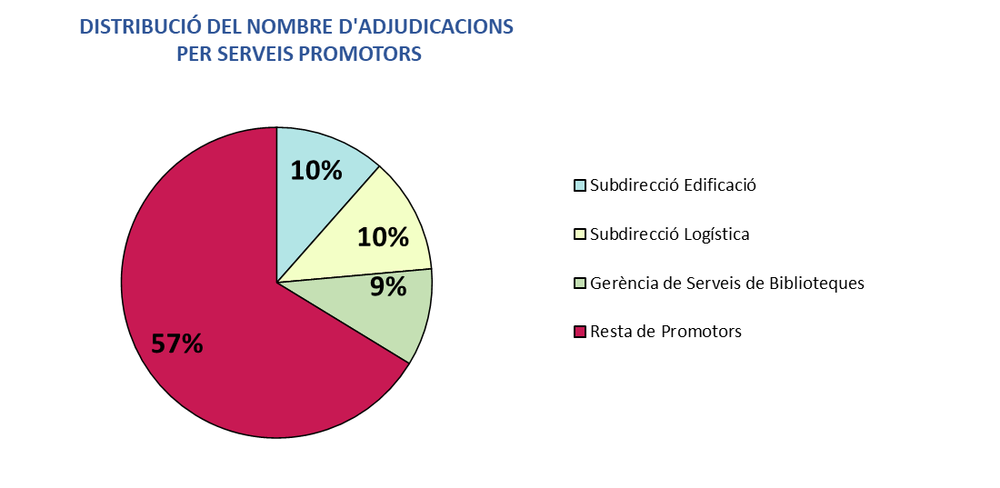 DISTRIBUCIÓ DEL NOMBRE D'ADJUDICACIONS
PER SERVEIS PROMOTORS
10%
10%
9%
57%
Subdirecció Edificació
Subdirecció Logística
Gerència de Serveis de Biblioteques
Resta de Promotors